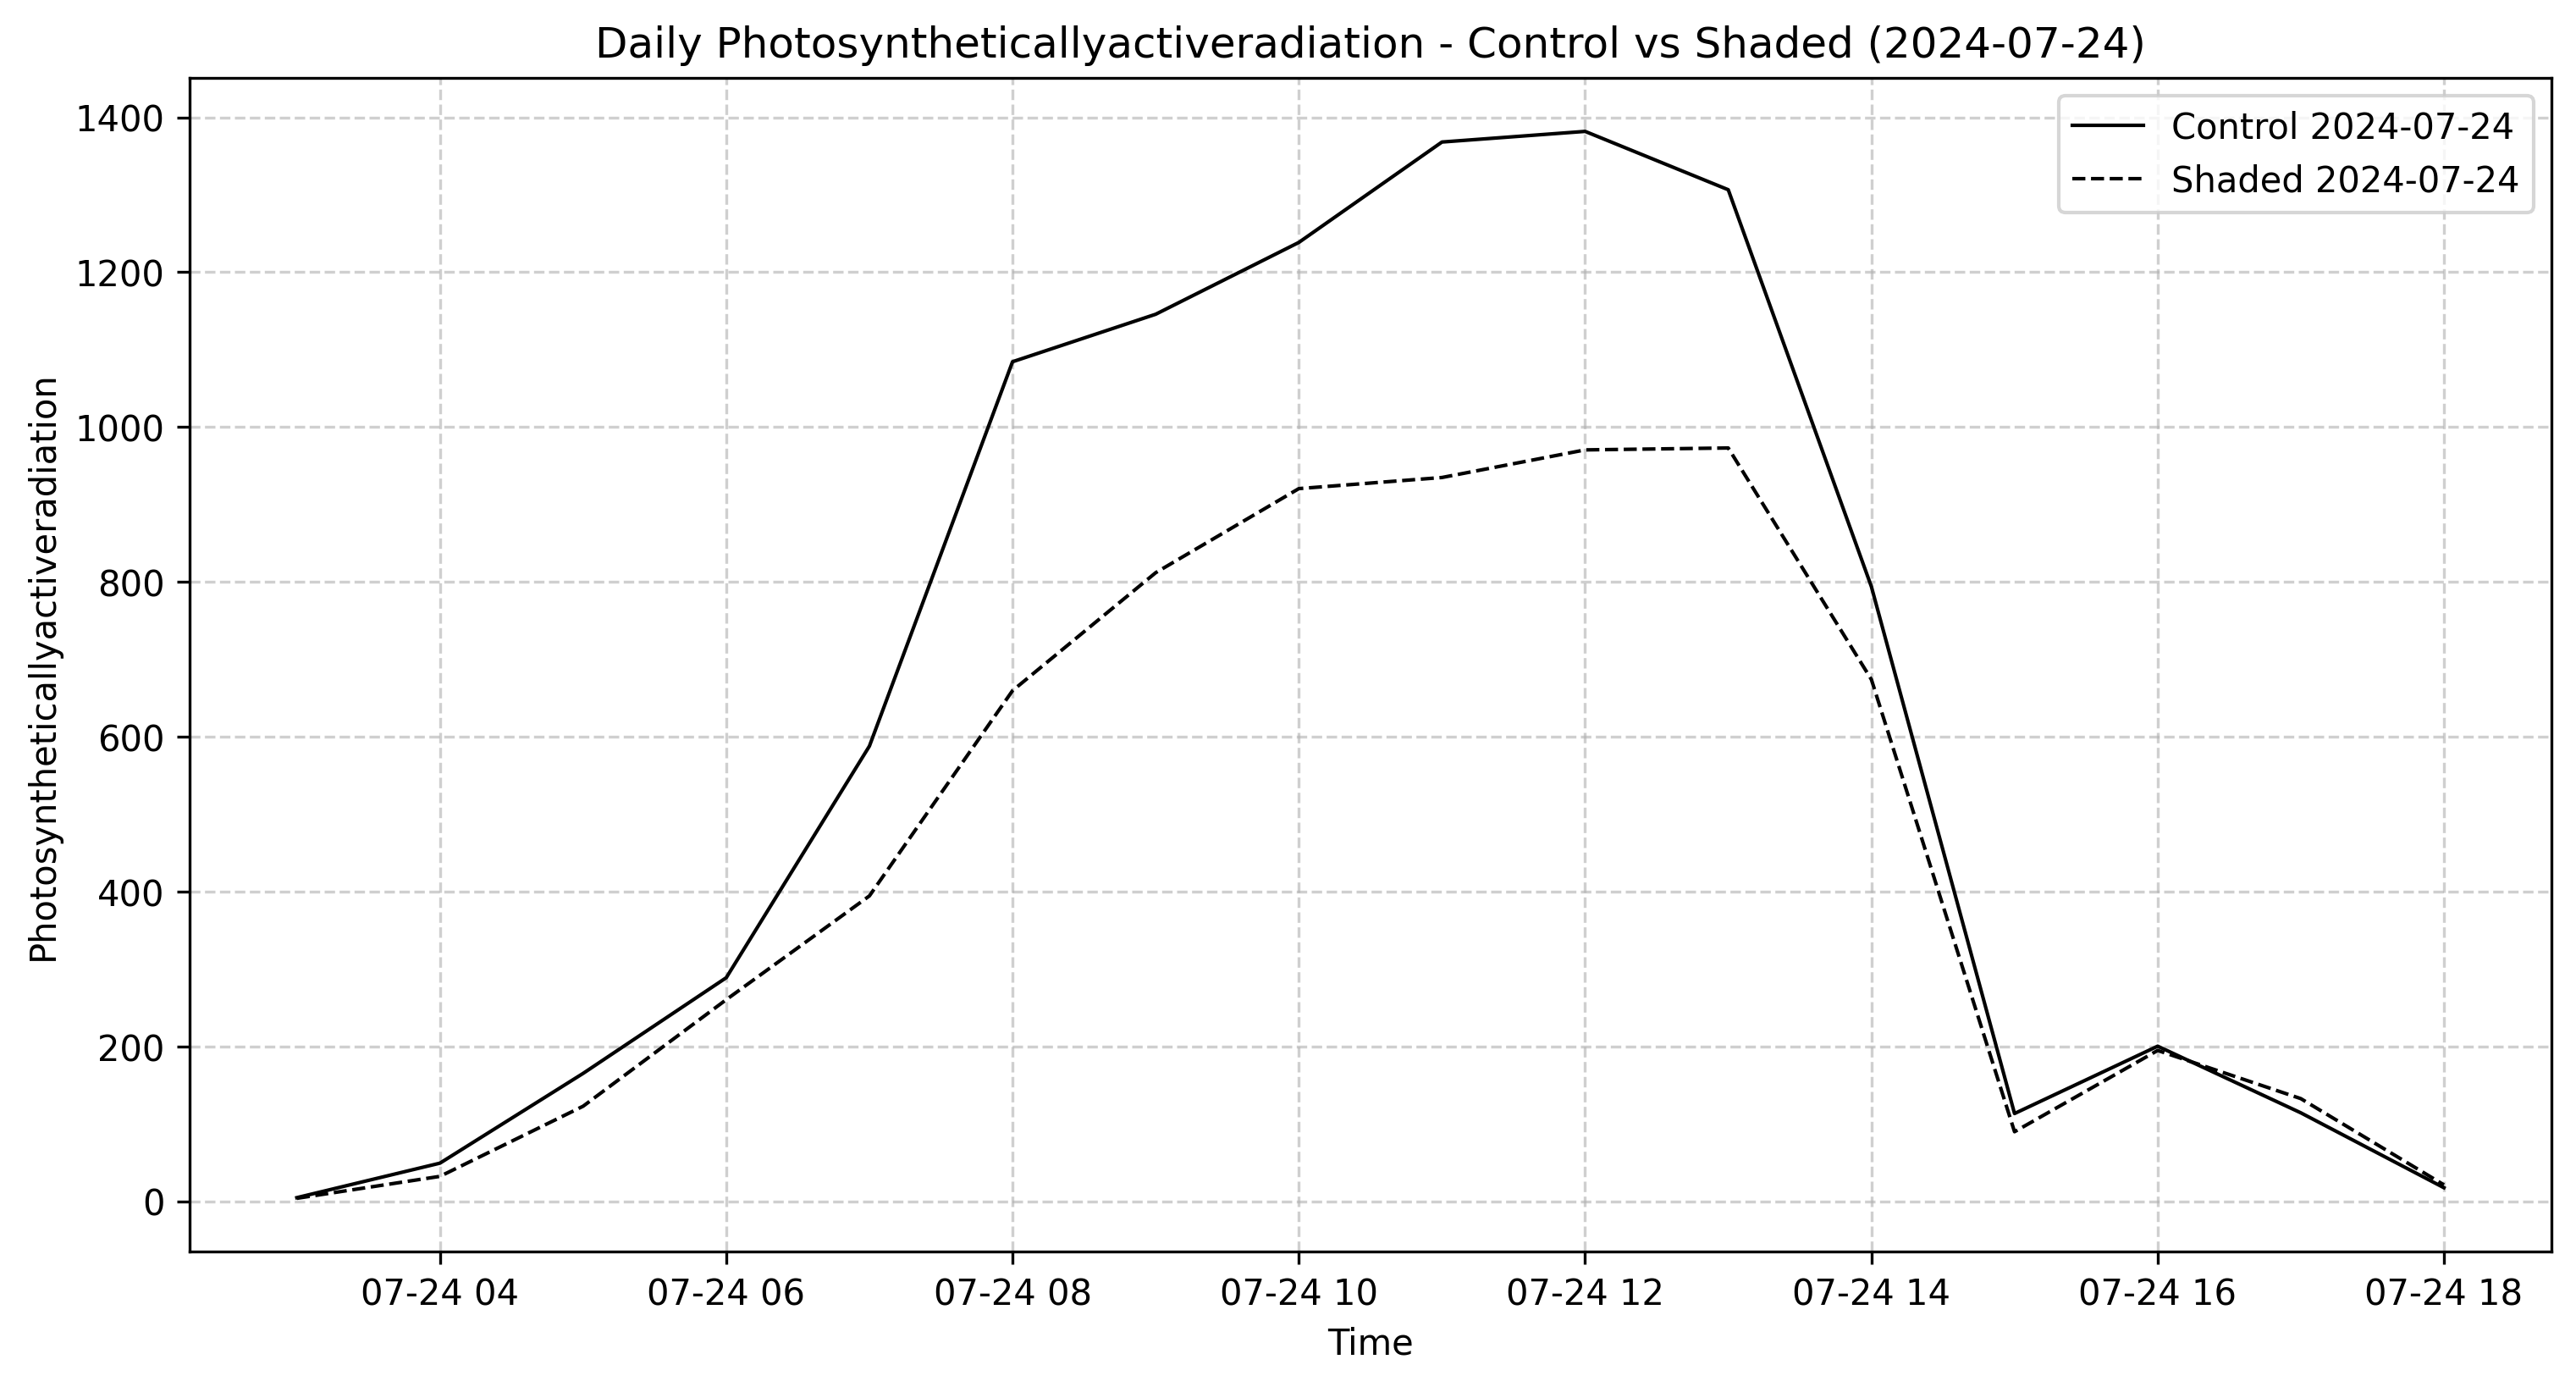 Daily Photosyntheticallyactiveradiation - Control vs Shaded (2024-07-24)
Control 2024-07-24
Shaded 2024-07-24
Photosyntheticallyactiveradiation
1400
1200
1000
800
600
400
200
0
07-24 04 07-24 06 07-24 08 07-24 10 07-24 12 07-24 14 07-24 16 07-24 18
Time